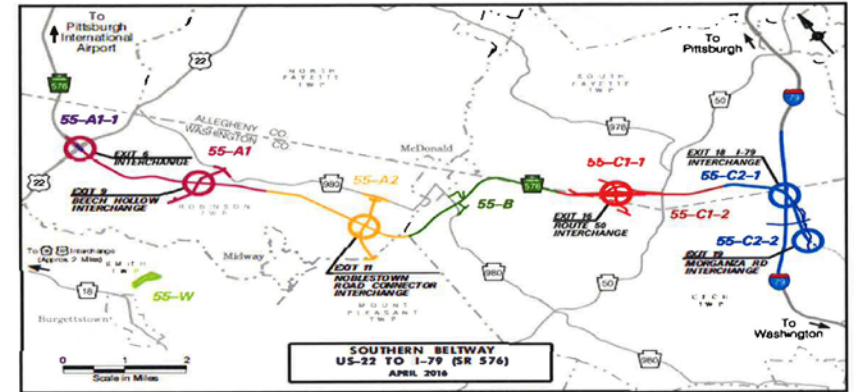 To
Pittsburgh
International
Airport
576
22
NORTH
FAYETTE
TWP
SOUTH
FAYETTE
TWP
To
Pittsburgh
79
50
978
ALLEGHENY CO
WASHINGTON CO
55-A1-1
EXIT 6
INTERCHANGE
55-A1
McDonald
EXIT 18 I-79
INTERCHANGE
22
EXIT 9
BEECH HOLLOW
INTERCHANGE
980
55-A2
55-B
576
55-C1-1
55-C2-1
ROBINSON
TWP
EXIT 16
ROUTE 50
INTERCHANGE
55-C1-2
55-C2-2
EXIT 19
MORGANZA RD
INTERCHANGE
Interchange
(Approx 2 Miles)
SMITH
TWP
Midway
EXIT 11
NOBLESTOWN
ROAD CONNECTOR
INTERCHANGE
MOUNT
PLEASANT
TWP
55-W
18
Burgettstown
980
50
79
CECIL
TWP
To
Washington
980
0 1 2
Scale in Miles
SOUTHERN BELTWAY
US-22 TO I-79 (SR 576)
APRIL 2016